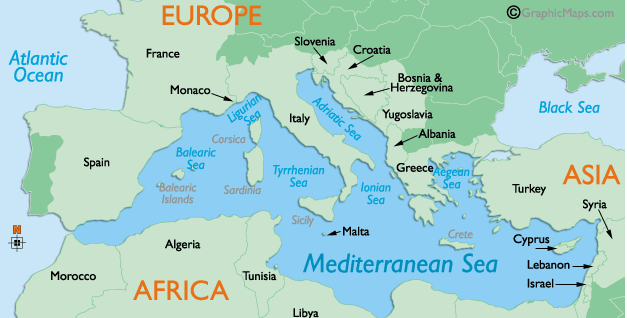 EUROPE
©GraphicMaps.com
Slovenia
Croatia
Atlantic
Ocean
France
Bosnia &
Herzegovina
Monaco
Ligurian
Sea
Adriatic
Sea
Black Sea
Yugoslavia
Italy
Albania
Corsica
Balearic
Sea
Spain
Tyrrhenian
Sea
Greece
Aegean
Sea
ASIA
Balearic
Islands
Sardinia
Ionian
Sea
Turkey
Syria
Sicily
N
Malta
Crete
Cyprus
Algeria
Mediterranean Sea
Lebanon
Morocco
Tunisia
Israel
AFRICA
Libya